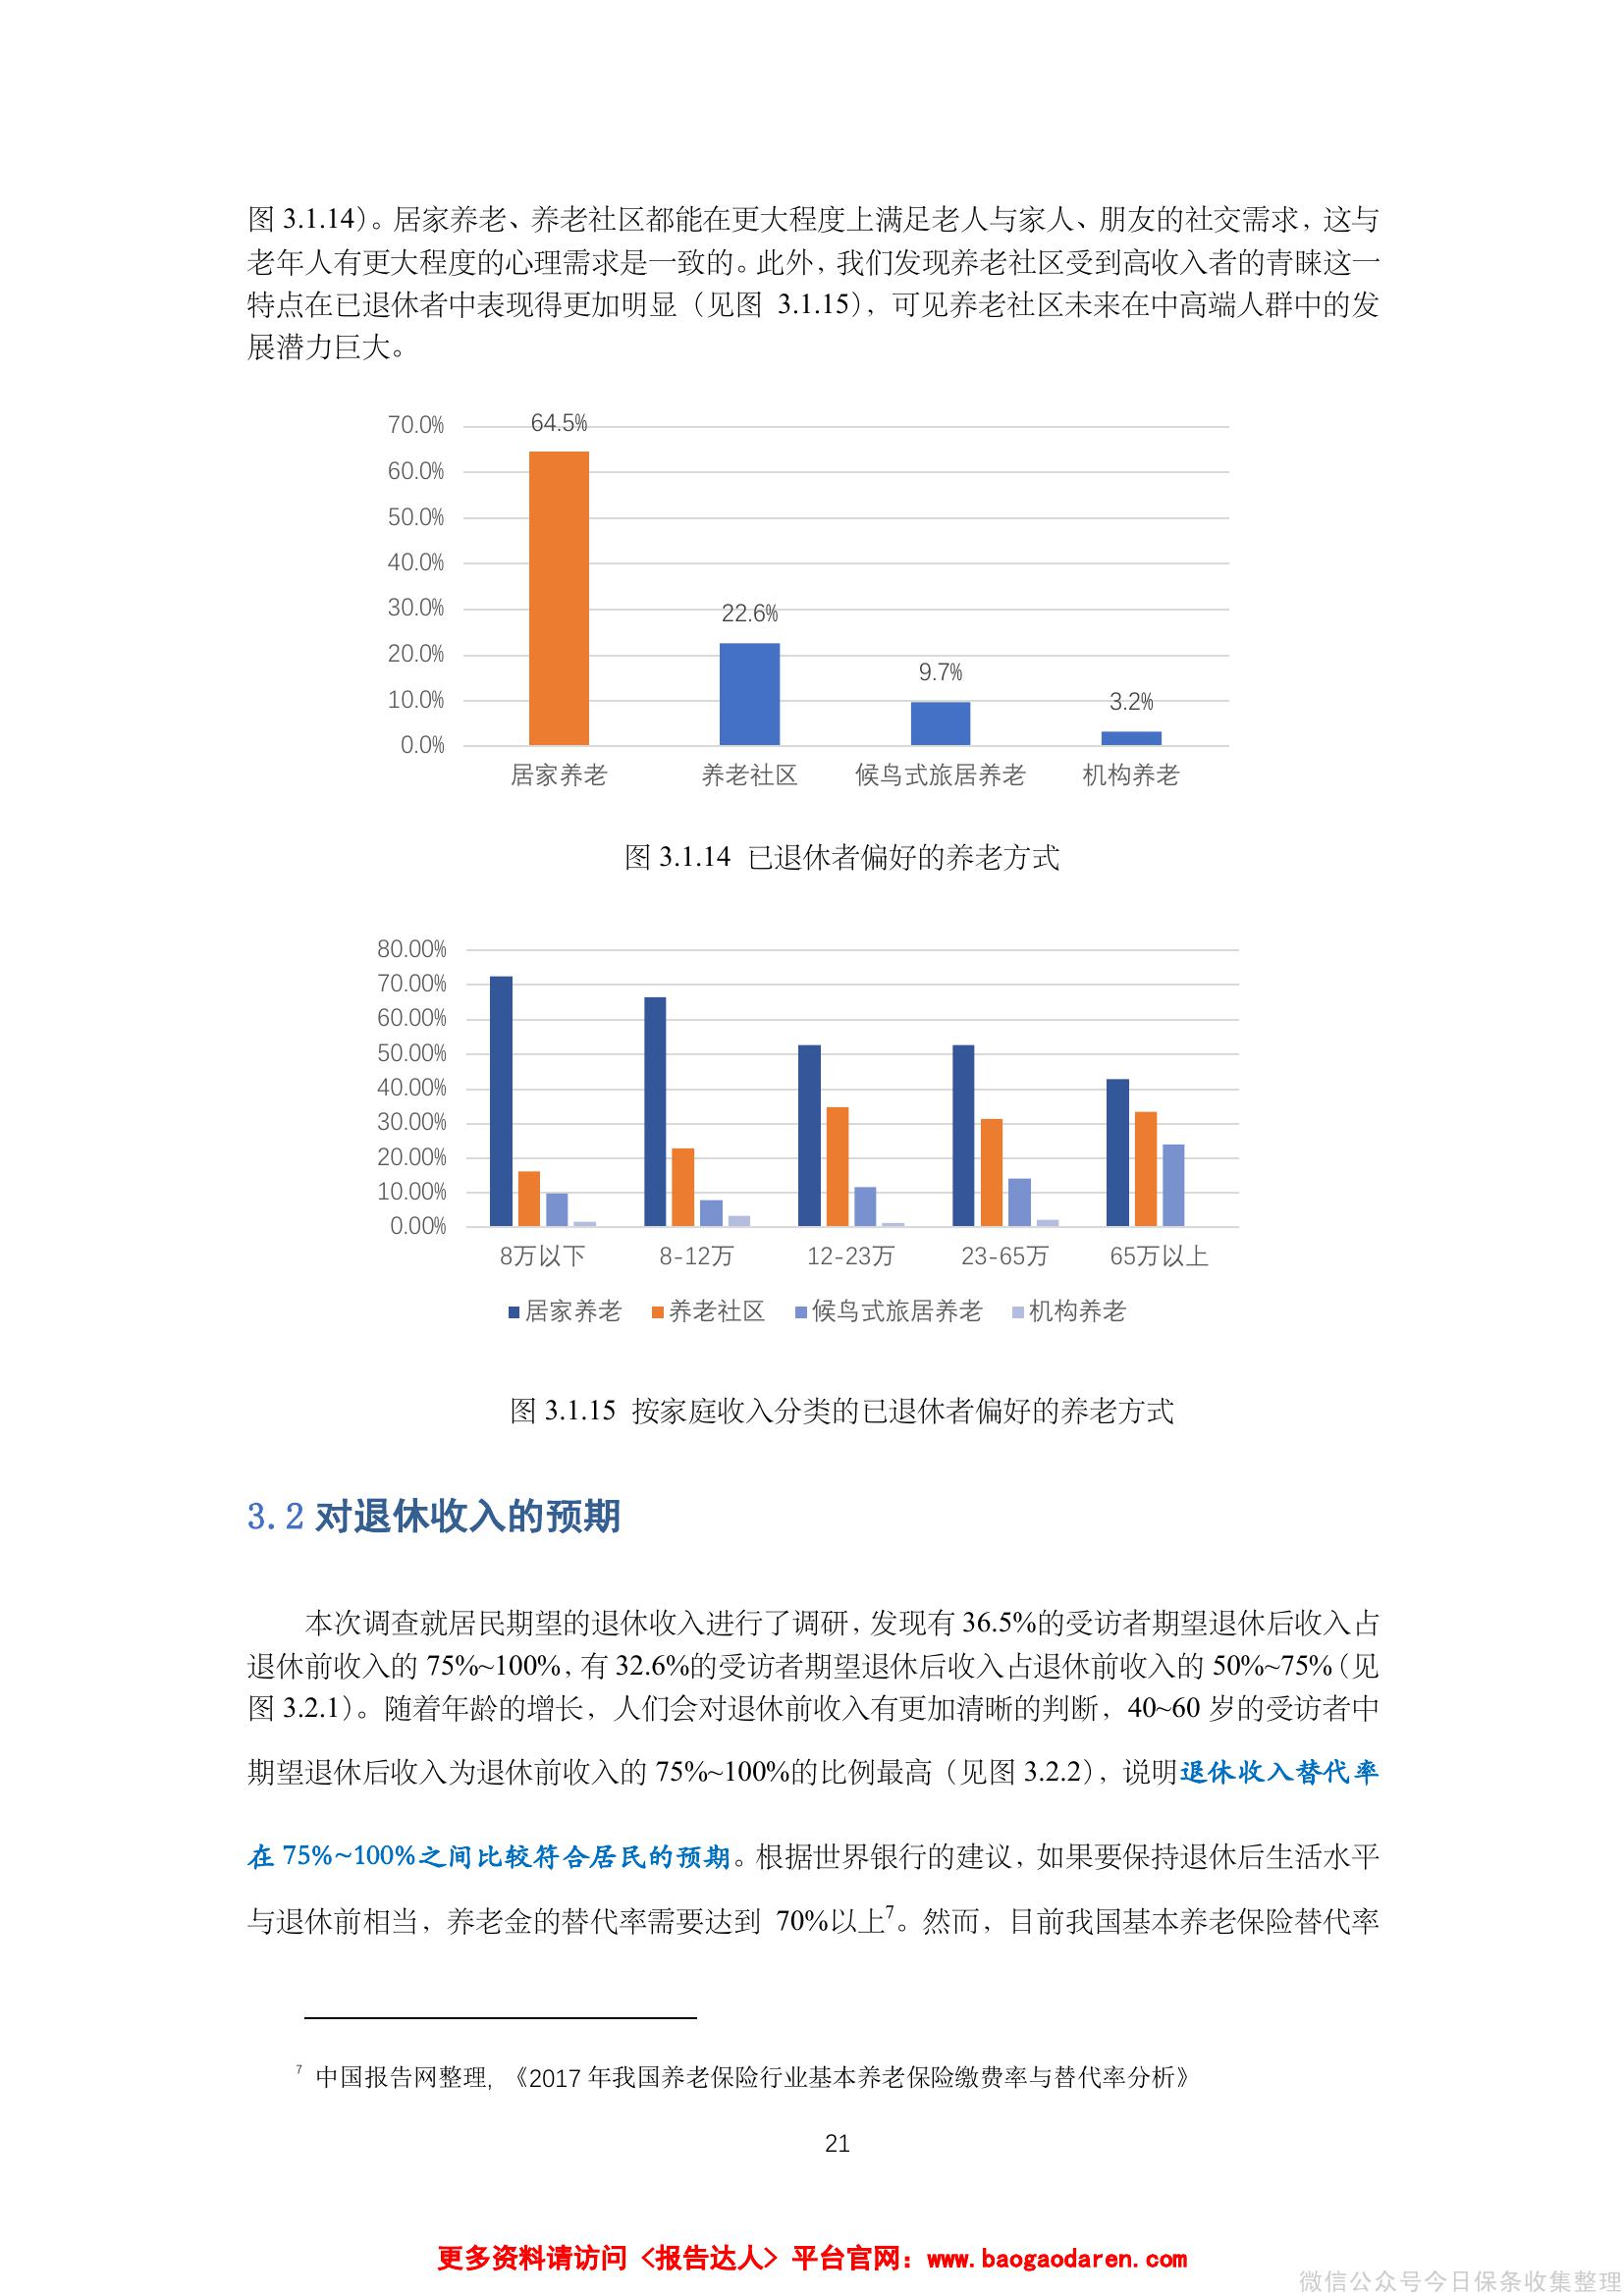 图 3.1.14)。居家养老、养老社区都能在更大程度上满足老人与家人、朋友的社交需求，这与
老年人有更大程度的心理需求是一致的。此外，我们发现养老社区受到高收入者的青睐这一
特点在已退休者中表现得更加明显（见图 3.1.15），可见养老社区未来在中高端人群中的发
展潜力巨大。
70.0%
60.0%
50.0%
40.0%
30.0%
20.0%
10.0%
0.0%
64.5%
22.6%
9.7%
3.2%
居家养老 养老社区 候鸟式旅居养老 机构养老
图 3.1.14 已退休者偏好的养老方式
80.00%
70.00%
60.00%
50.00%
40.00%
30.00%
20.00%
10.00%
0.00%
8万以下 8-12万 12-23万 23-65万 65万以上
居家养老 养老社区 候鸟式旅居养老 机构养老
图 3.1.15 按家庭收入分类的已退休者偏好的养老方式
3.2 对退休收入的预期
本次调查就居民期望的退休收入进行了调研，发现有 36.5%的受访者期望退休后收入占
退休前收入的 75%~100%，有 32.6%的受访者期望退休后收入占退休前收入的 50%~75%（见
图 3.2.1）。随着年龄的增长，人们会对退休前收入有更加清晰的判断，40~60 岁的受访者中
期望退休后收入为退休前收入的 75%~100%的比例最高（见图 3.2.2），说明退休收入替代率
在 75%~100%之间比较符合居民的预期。根据世界银行的建议，如果要保持退休后生活水平
与退休前相当，养老金的替代率需要达到 70%以上7。然而，目前我国基本养老保险替代率
7 中国报告网整理，《2017 年我国养老保险行业基本养老保险缴费率与替代率分析》
21
更多资料请访问〈报告达人〉平台官网：www.baogaodaren.com
微信公众号今日保条收集整理